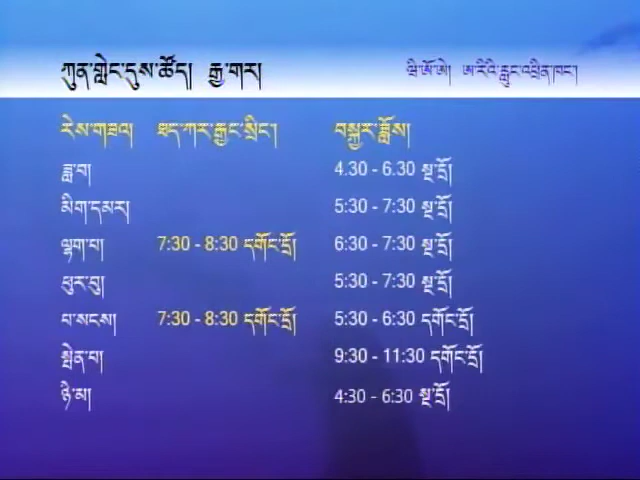 ཀུན་གླེང་དུས་ཚོད། རྒྱ་གར།
ཝི་ཨོ་ཨེ། ཨ་རིའི་རླུང་འཕྲིན་ཁང་།
རེས་གཟའ། ཐད་ཀར་རྒྱང་སྲིང་། བསྐྱར་ཟློས།
ཟླ་བ། 4.30 - 6.30 སྔ་དྲོ།
མིག་དམར། 5:30 - 7:30 སྔ་དྲོ།
ལྷག་པ། 7:30 - 8:30 དགོང་དྲོ། 6:30 - 7:30 སྔ་དྲོ།
ཕུར་བུ། 5:30 - 7:30 སྔ་དྲོ།
པ་སངས། 7:30 - 8:30 དགོང་དྲོ། 5:30 - 6:30 དགོང་དྲོ།
སྤེན་པ། 9:30 - 11:30 དགོང་དྲོ།
ཉི་མ། 4:30 - 6:30 སྔ་དྲོ།